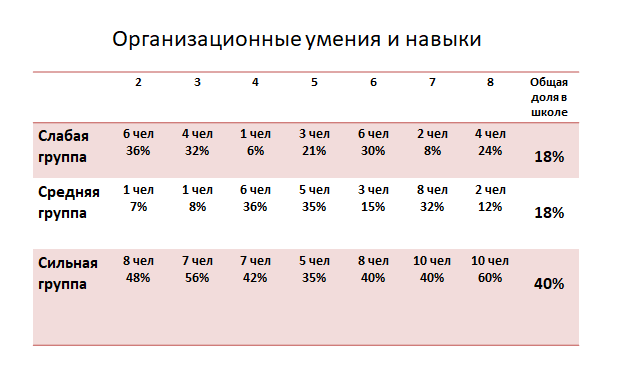 Организационные умения и навыки
2 3 4 5 6 7 8 Общая
доля в
школе
Слабая 6 чел 4 чел 1 чел 3 чел 6 чел 2 чел 4 чел
группа 36% 32% 6% 21% 30% 8% 24% 18%
Средняя 1 чел 1 чел 6 чел 5 чел 3 чел 8 чел 2 чел
группа 7% 8% 36% 35% 15% 32% 12% 18%
Сильная 8 чел 7 чел 7 чел 5 чел 8 чел 10 чел 10 чел
группа 48% 56% 42% 35% 40% 40% 60% 40%